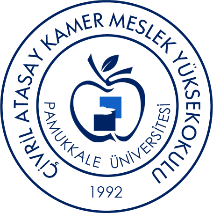 ÇİVRİL ATASAY KAMER MESLEK YÜKSEKOKULU
PAMUKKALE ÜNİVERSİTESİ
1992